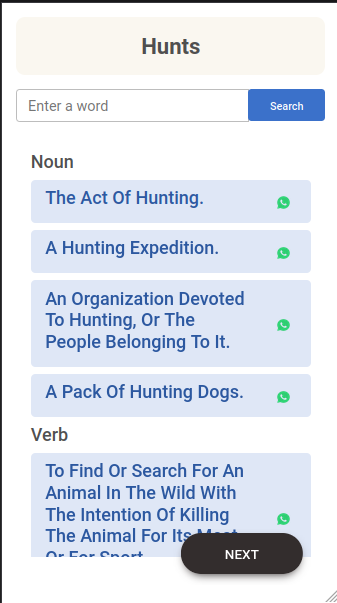 Hunts
Enter a word
Search
Noun
The Act Of Hunting.
A Hunting Expedition.
An Organization Devoted
To Hunting, Or The
People Belonging To It.
A Pack Of Hunting Dogs.
Verb
To Find Or Search For An
Animal In The Wild With
The Intention Of Killing
The Animal For Its Meat
Or For Sport
NEXT